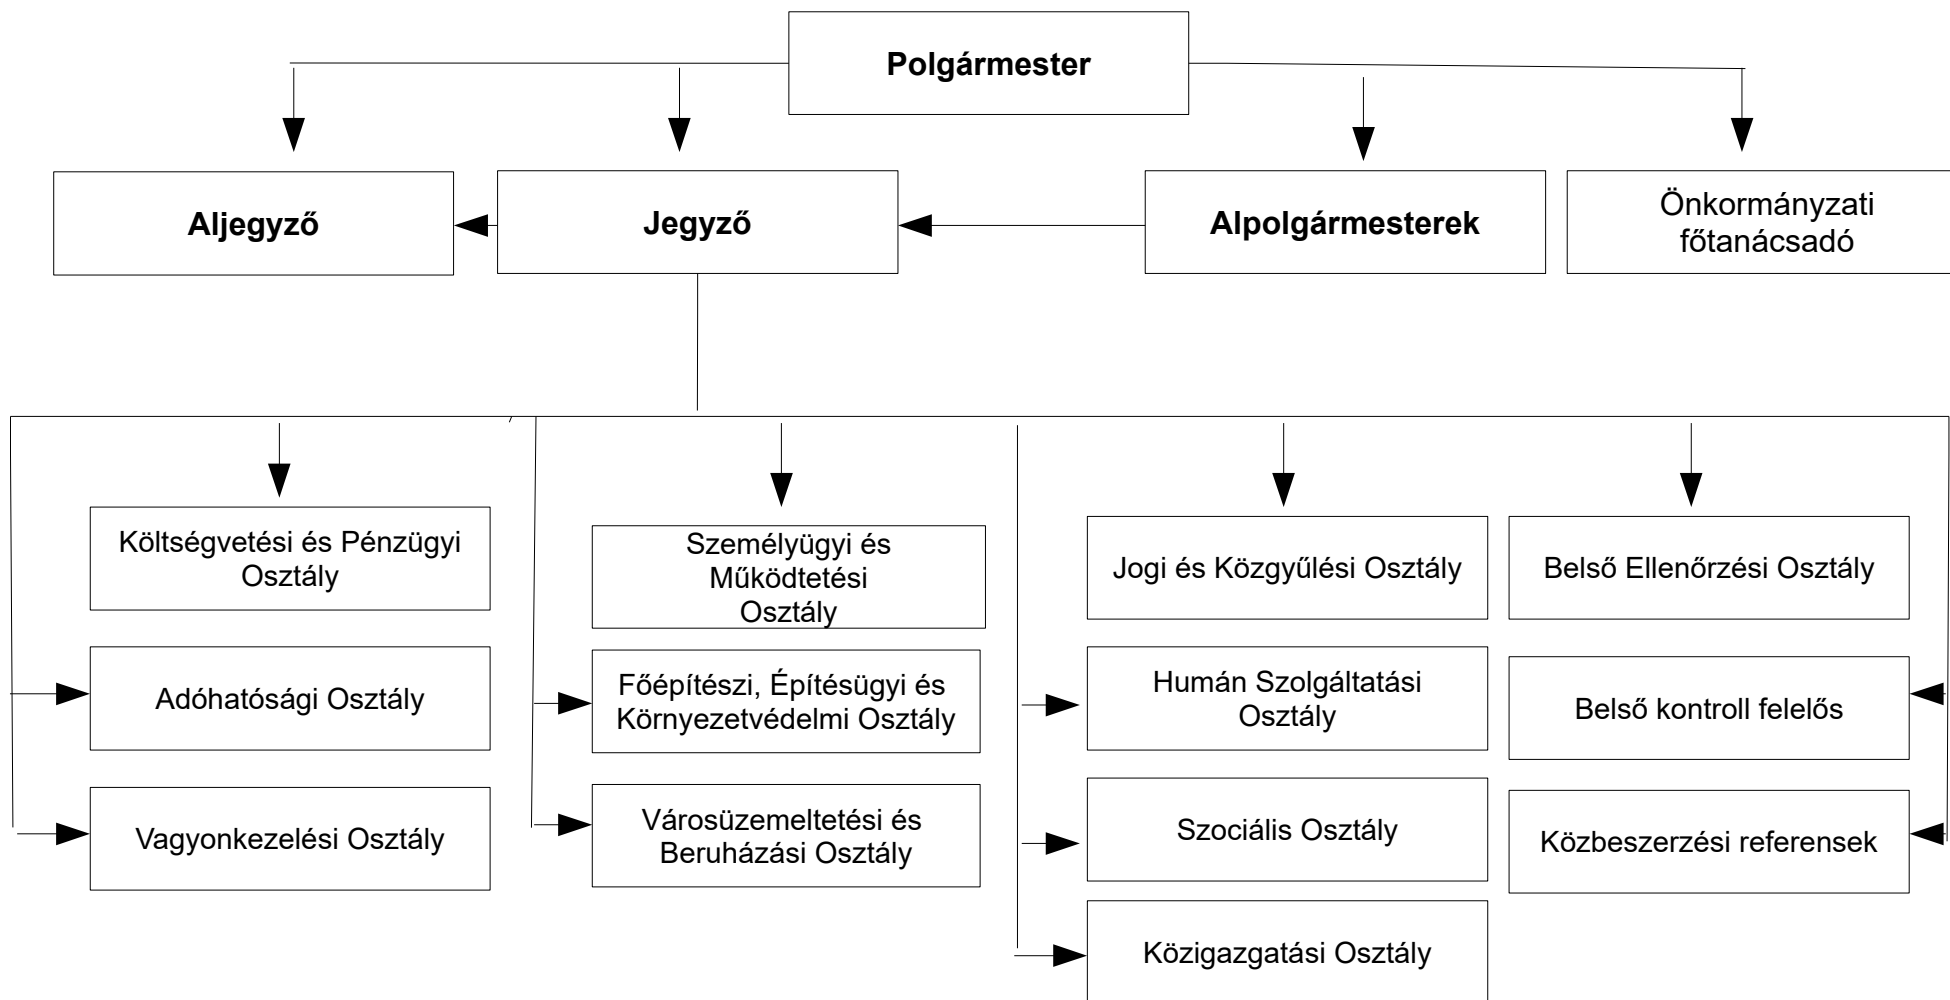 Polgármester
Aljegyző
Jegyző
Alpolgármesterek
Önkormányzati
főtanácsadó
Költségvetési és Pénzügyi
Osztály
Személyügyi és
Működtetési
Osztály
Jogi és Közgyűlési Osztály
Belső Ellenőrzési Osztály
Adóhatósági Osztály
Főépítészi, Építésügyi és
Környezetvédelmi Osztály
Humán Szolgáltatási
Osztály
Belső kontroll felelős
Vagyonkezelési Osztály
Városüzemeltetési és
Beruházási Osztály
Szociális Osztály
Közbeszerzési referensek
Közigazgatási Osztály